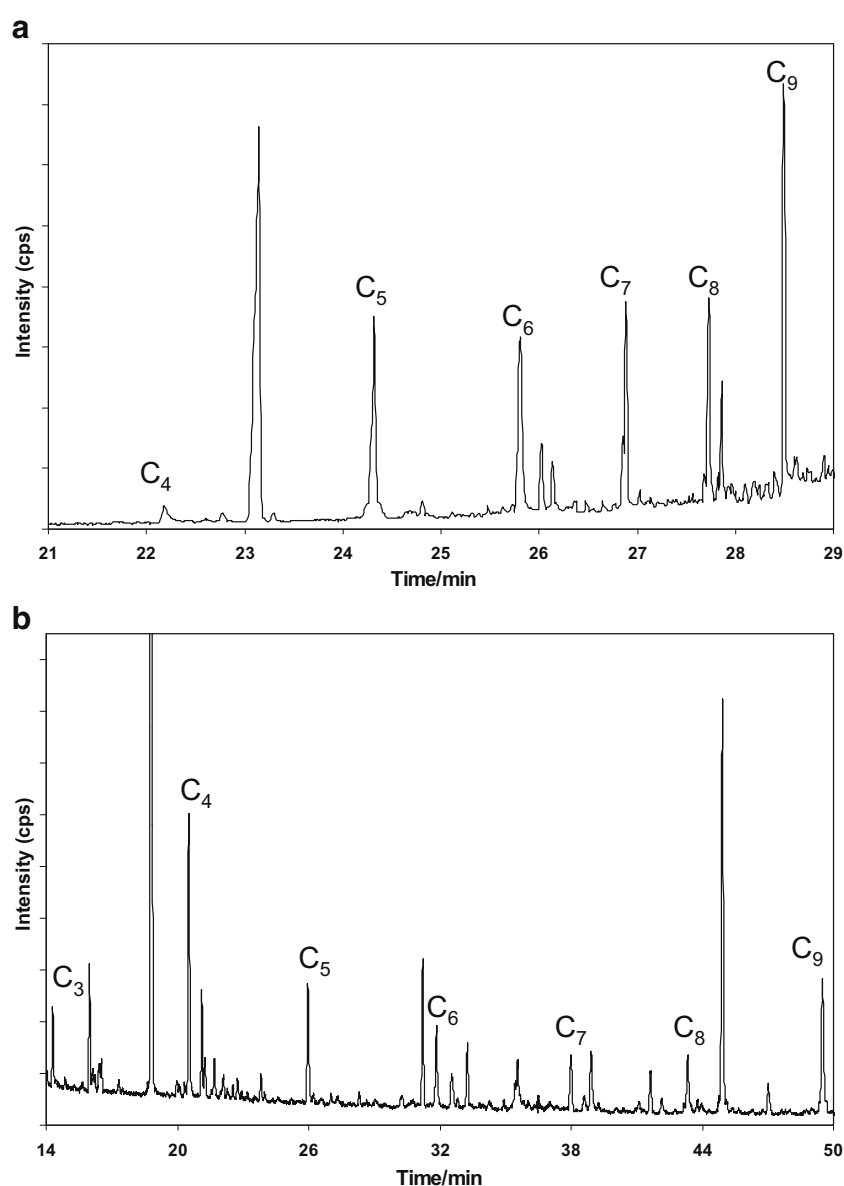 a
C₉
C₅
C₇
C₈
C₆
C₄
Intensity (cps)
21 22 23 24 25 26 27 28 29
Time/min
b
C₄
C₃
C₅
C₉
C₆
C₇
C₈
Intensity (cps)
14 20 26 32 38 44 50
Time/min